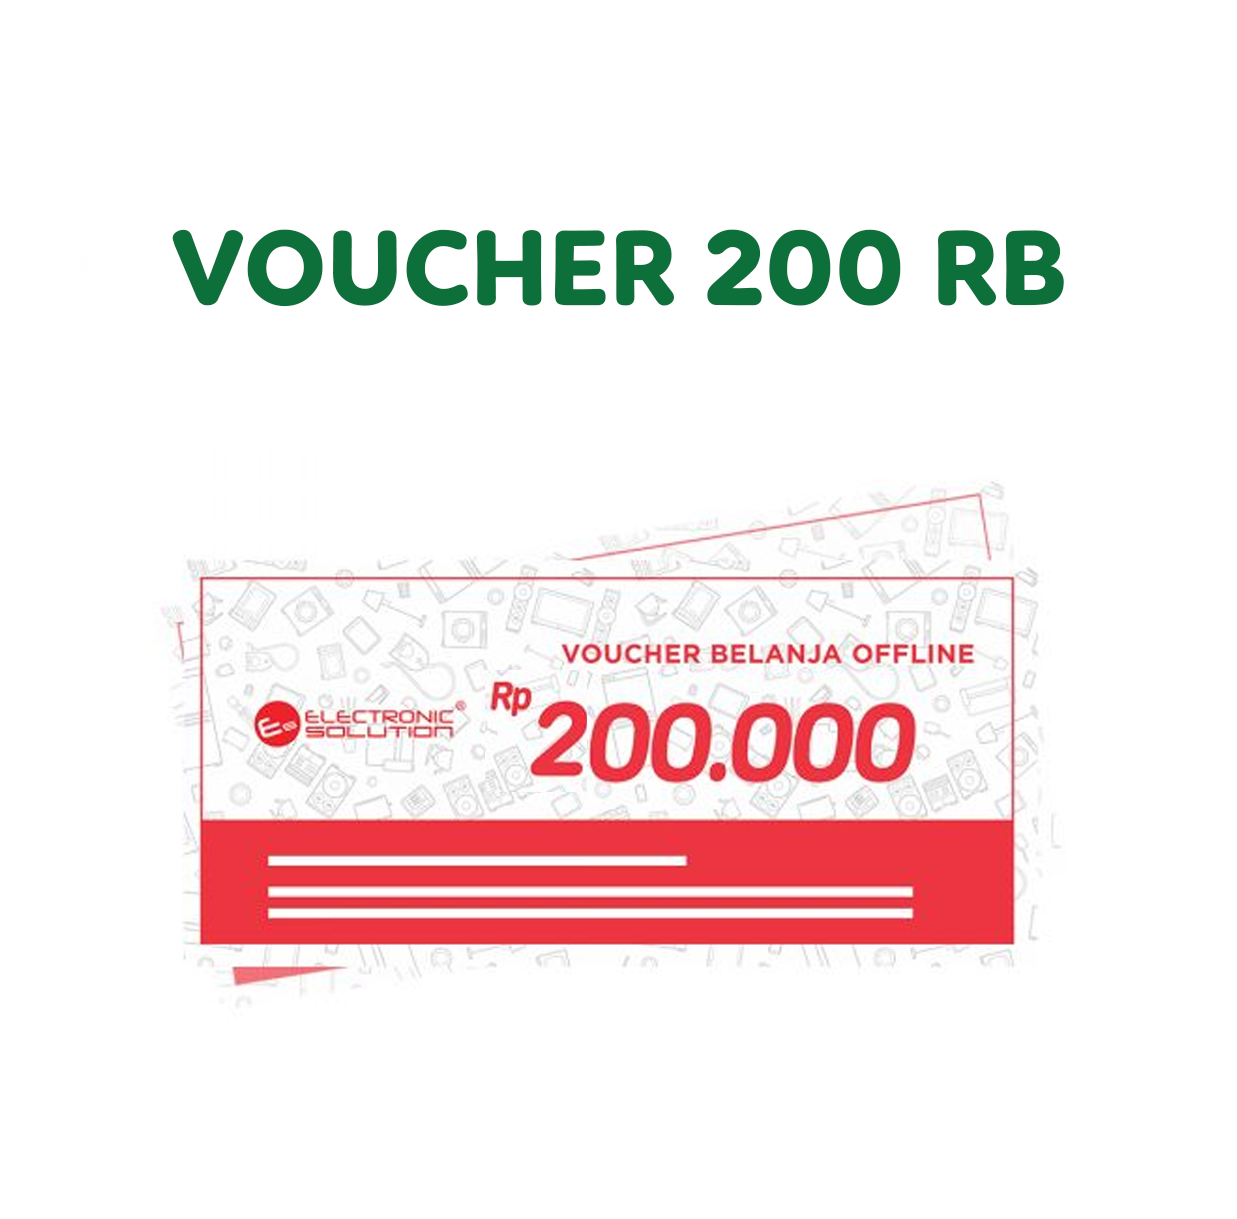 VOUCHER 200 RB
VOUCHER BELANJA OFFLINE
Rp 200.000
ELECTRONIC
SOLUTION